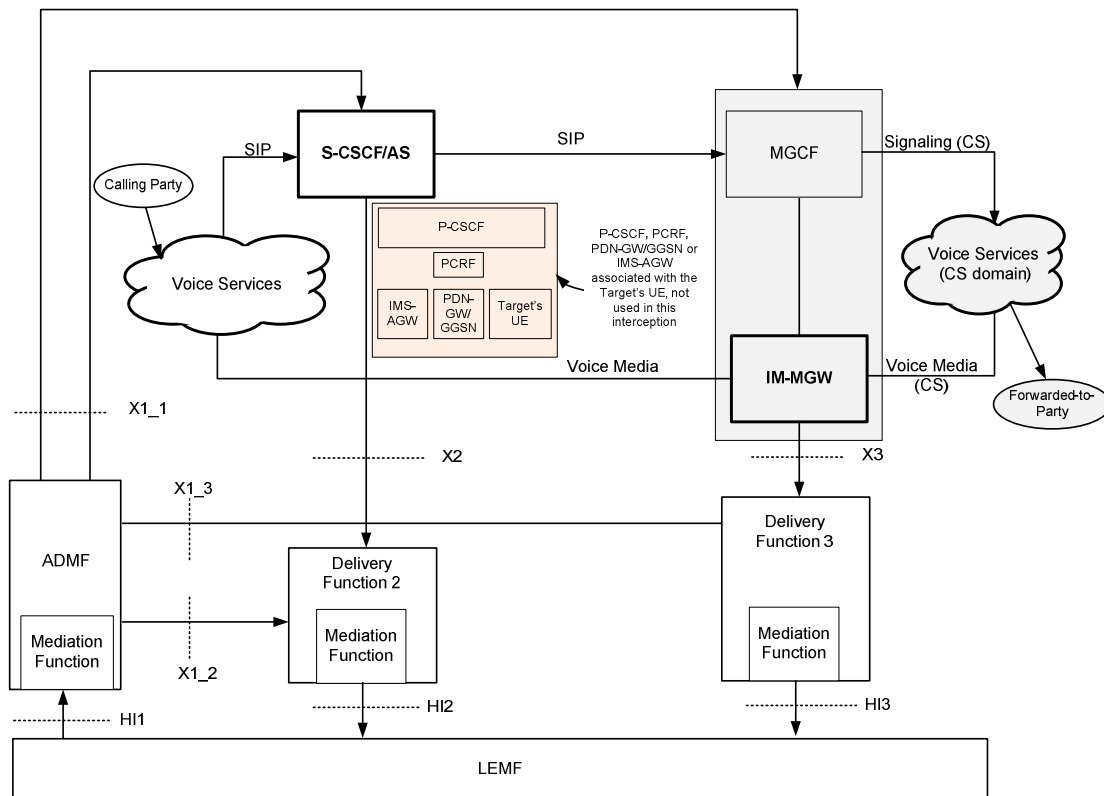 SIP
S-CSCF/AS
SIP
MGCF
Signaling (CS)
Calling Party
P-CSCF
PCRF
IMS-
AGW
PDN-
GW/
GGSN
Target's
UE
P-CSCF, PCRF,
PDN-GW/GGSN or
IMS-AGW
associated with the
Target's UE, not
used in this
interception
Voice Services
(CS domain)
Voice Services
Voice Media
IM-MGW
Voice Media
(CS)
Forwarded-to-
Party
X1_1
X2
X3
X1_3
ADMF
Mediation
Function
X1_2
Delivery
Function 2
Mediation
Function
Delivery
Function 3
Mediation
Function
HI1
HI2
HI3
LEMF